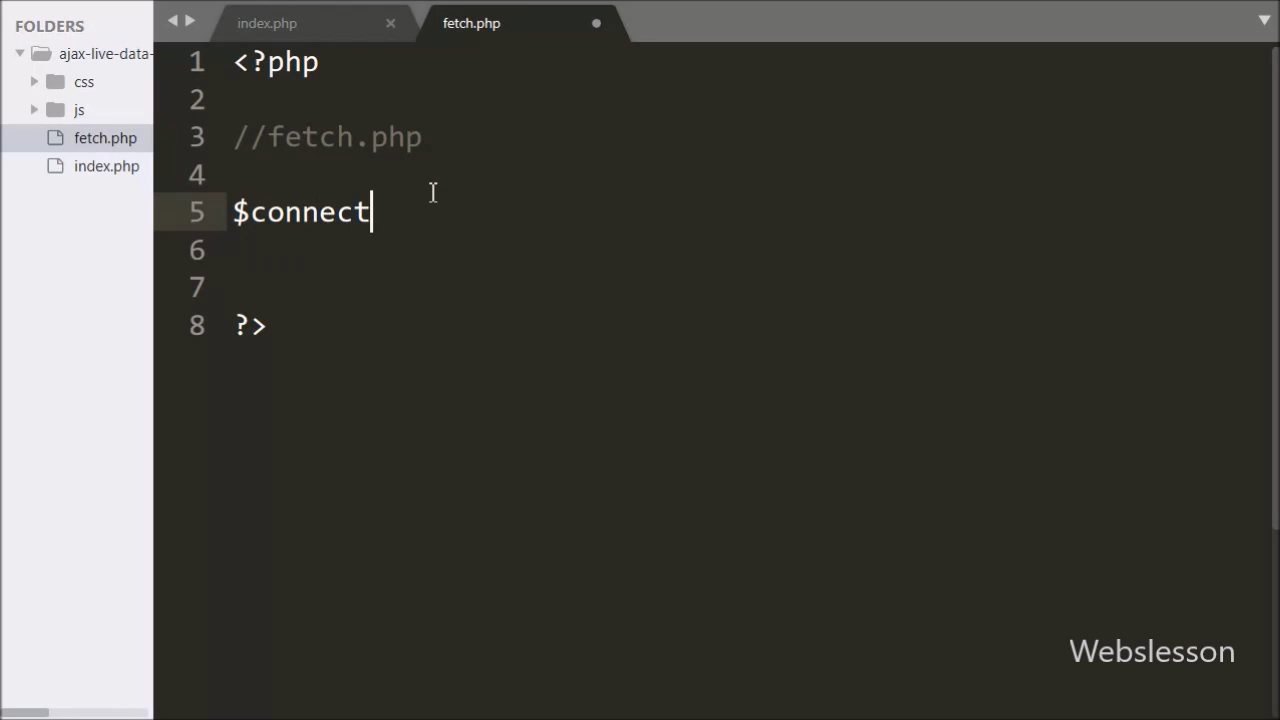 FOLDERS
ajax-live-data-
css
js
fetch.php
index.php
index.php
fetch.php
1 <?php
2
3 //fetch.php
4
5 $connect
6
7
8 ?>
Webslesson